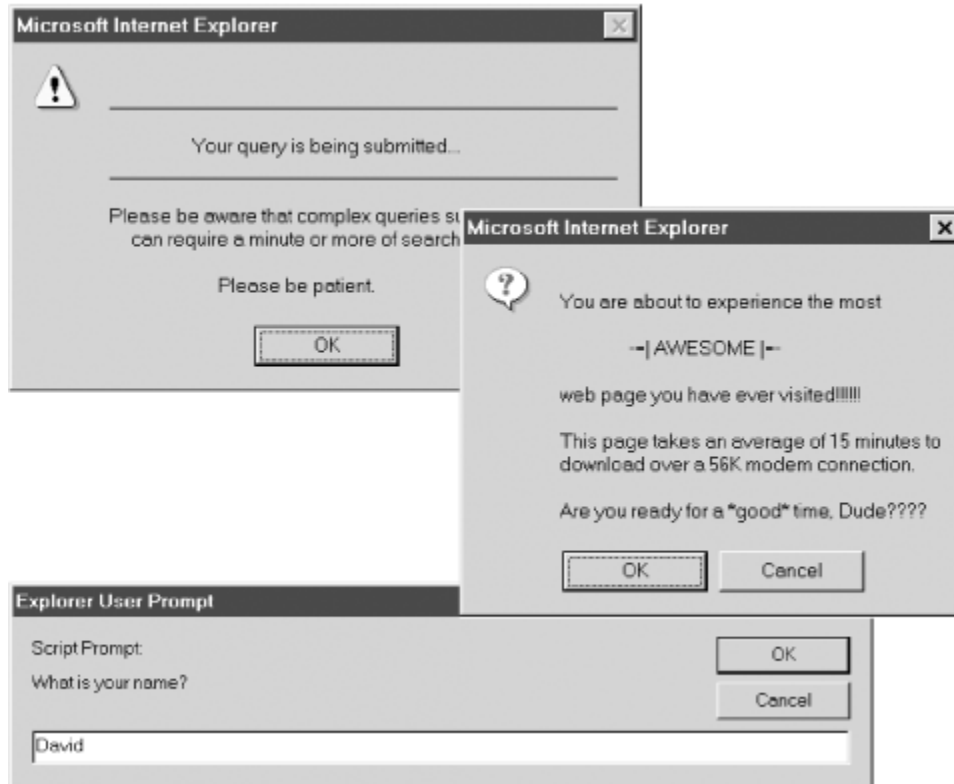 Microsoft Internet Explorer
Your query is being submitted...
Please be aware that complex queries
can require a minute or more of search
Please be patient.
OK
Microsoft Internet Explorer
You are about to experience the most
--| AWESOME |--
web page you have ever visited!!!!!!
This page takes an average of 15 minutes to
download over a 56K modem connection.
Are you ready for a *good* time, Dude????
OK Cancel
Explorer User Prompt
Script Prompt:
What is your name?
OK
Cancel
David